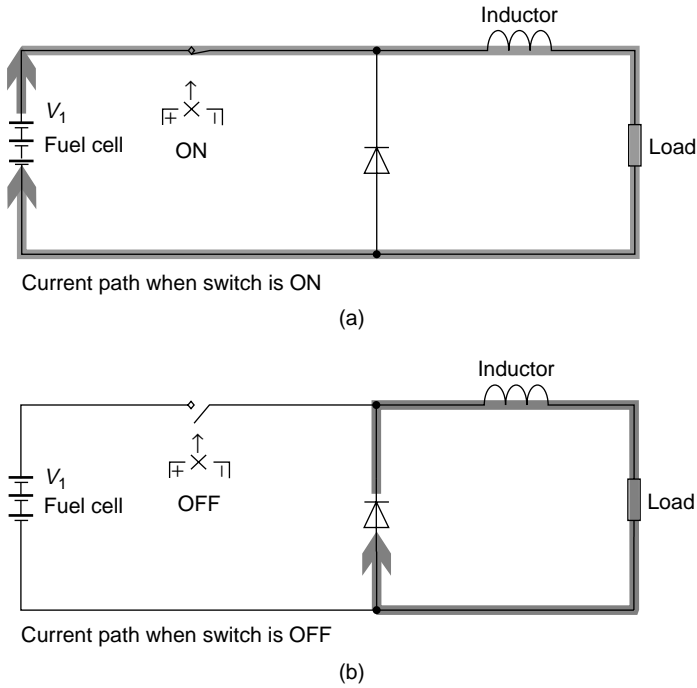 Inductor
V1
Fuel cell
ON
Load
Current path when switch is ON
(a)
Inductor
V1
Fuel cell
OFF
Load
Current path when switch is OFF
(b)